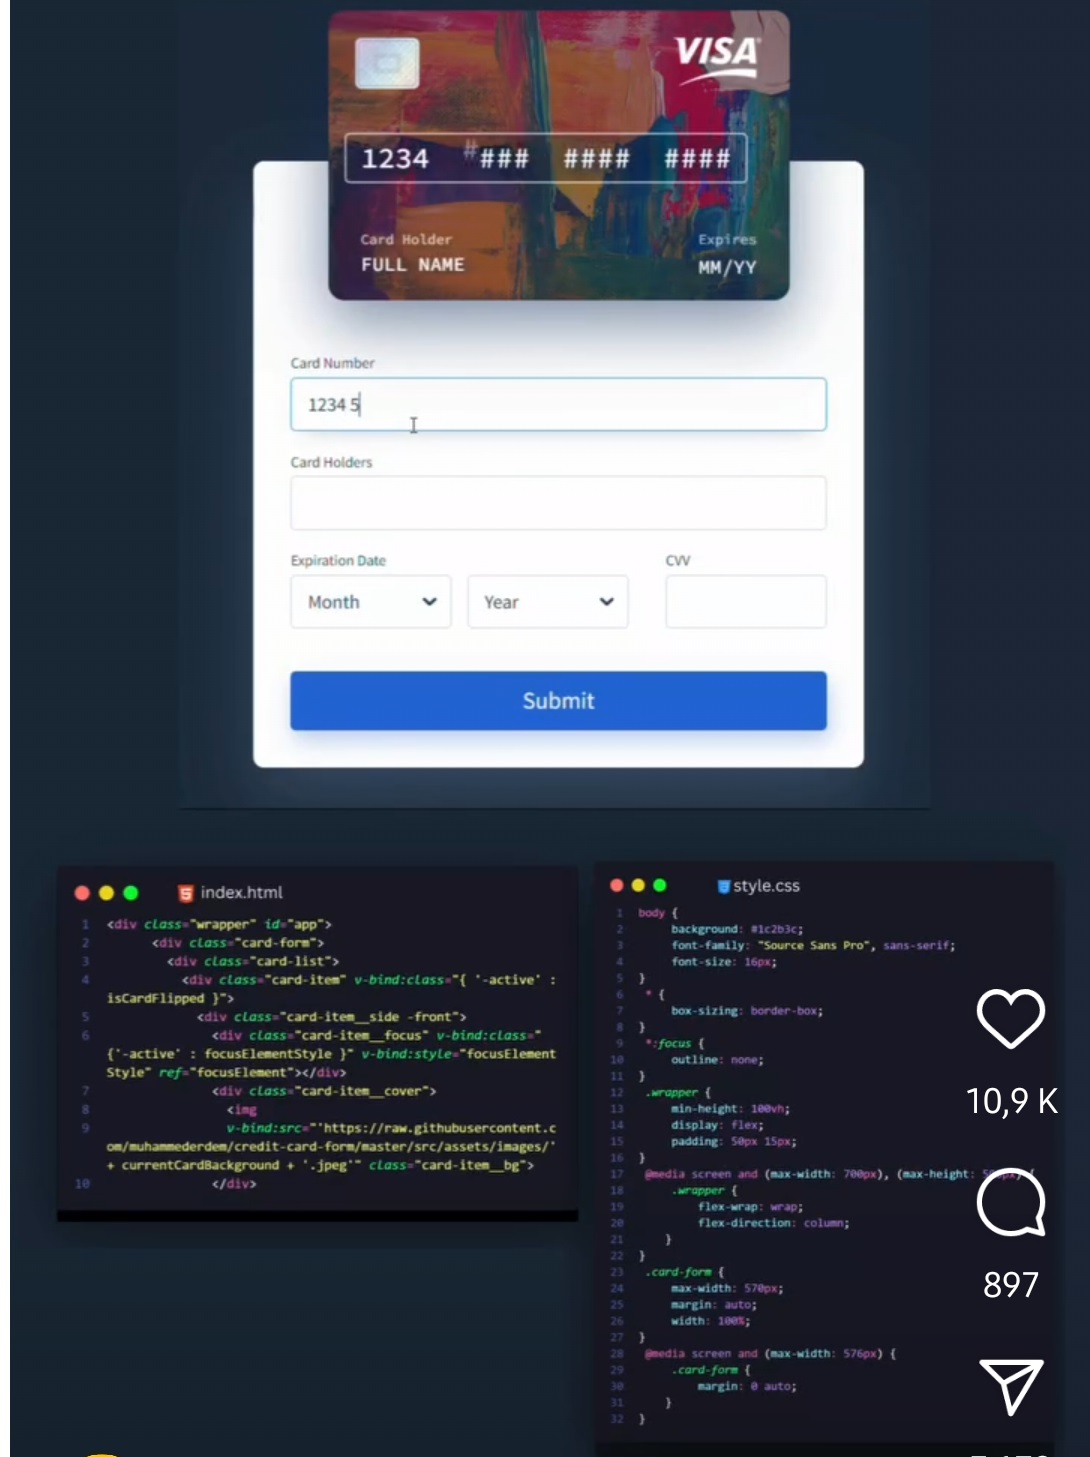 VISA
1234 #### #### ####
Card Holder
Expires
FULL NAME
MM/YY
Card Number
1234 5
Card Holders
Expiration Date
CVV
Month
Year
Submit
index.html
1 <div class="wrapper" id="app">
2 <div class="card-form">
3 <div class="card-list">
4 <div class="card-item" v-bind:class="{ '-active' :
isCardFlipped }">
5 <div class="card-item__side -front">
6 <div class="card-item__focus" v-bind:class="
{'-active' : focusElementStyle }" v-bind:style="focusElement
Style" ref="focusElement"></div>
7 <div class="card-item__cover">
8 <img
9 v-bind:src="'https://raw.githubusercontent.c
om/muhammederdem/credit-card-form/master/src/assets/images/'
+ currentCardBackground + '.jpeg'" class="card-item__bg">
10 </div>
style.css
1 body {
2 background: #1c2b3c;
3 font-family: "Source Sans Pro", sans-serif;
4 font-size: 16px;
5 }
6 * {
7 box-sizing: border-box;
8 }
9 *:focus {
10 outline: none;
11 }
12 .wrapper {
13 min-height: 100vh;
14 display: flex;
15 padding: 50px 15px;
16 }
17 @media screen and (max-width: 700px), (max-height:
18 .wrapper {
19 flex-wrap: wrap;
20 flex-direction: column;
21 }
22 }
23 .card-form {
24 max-width: 570px;
25 margin: auto;
26 width: 100%;
27 }
28 @media screen and (max-width: 576px) {
29 .card-form {
30 margin: 0 auto;
31 }
32 }
10,9 K
897